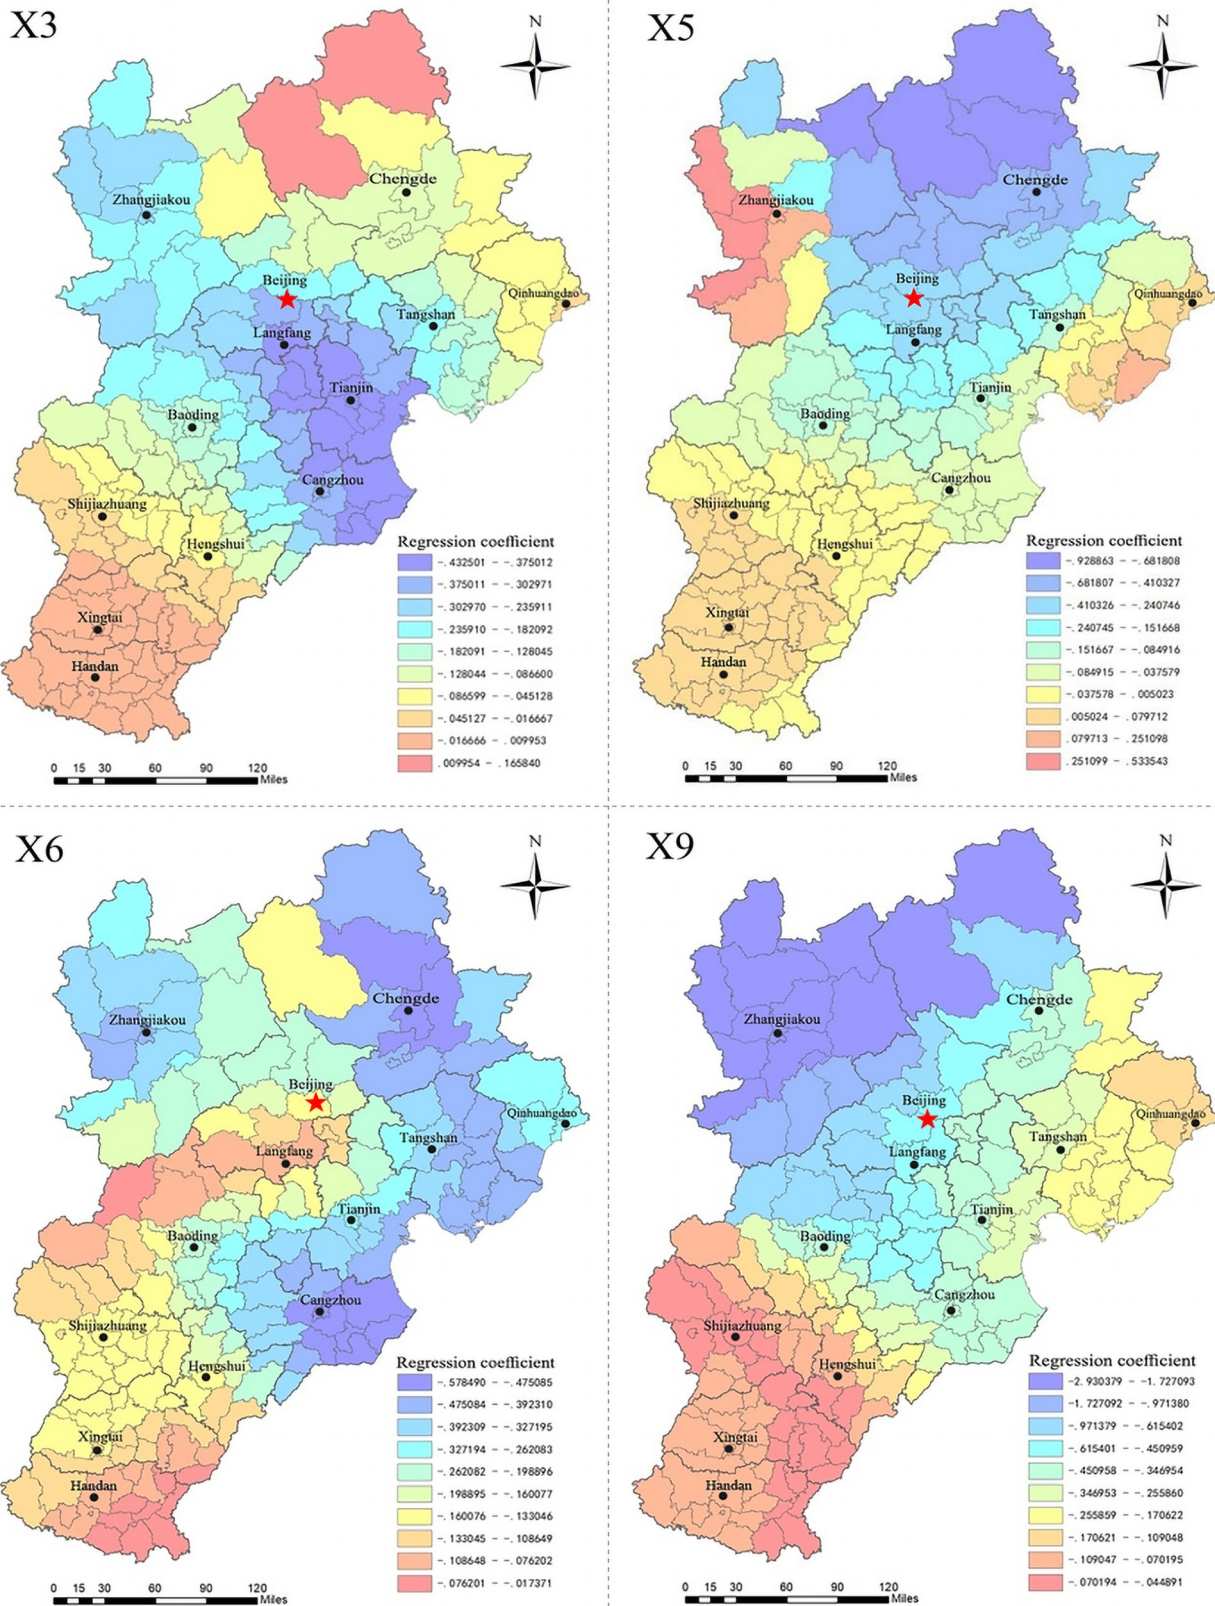 X3
N
Chengde
Zhangjiakou
Beijing
Qinhuangdao
Tangshan
Langfang
Tianjin
Baoding
Cangzhou
Shijiazhuang
Hengshui
Xingtai
Handan
Regression coefficient
-.432501 - -.375012
-.375011 - -.302971
-.302970 - -.235911
-.235910 - -.182092
-.182091 - -.128045
-.128044 - -.086600
-.086599 - -.045128
-.045127 - -.016667
-.016666 - .009953
.009954 - .165840
0 15 30 60 90 120
Miles
X5
N
Chengde
Zhangjiakou
Beijing
Qinhuangdao
Tangshan
Langfang
Tianjin
Baoding
Cangzhou
Shijiazhuang
Hengshui
Xingtai
Handan
Regression coefficient
-.928863 - -.681808
-.681807 - -.410327
-.410326 - -.240746
-.240745 - -.151668
-.151667 - -.084916
-.084915 - -.037579
-.037578 - .005023
.005024 - .079712
.079713 - .251098
.251099 - .533543
0 15 30 60 90 120
Miles
X6
N
Chengde
Zhangjiakou
Beijing
Qinhuangdao
Tangshan
Langfang
Tianjin
Baoding
Cangzhou
Shijiazhuang
Hengshui
Xingtai
Handan
Regression coefficient
-.578490 - -.475085
-.475084 - -.392310
-.392309 - -.327195
-.327194 - -.262083
-.262082 - -.198896
-.198895 - -.160077
-.160076 - -.133046
-.133045 - -.108649
-.108648 - -.076202
-.076201 - -.017371
0 15 30 60 90 120
Miles
X9
N
Chengde
Zhangjiakou
Beijing
Qinhuangdao
Tangshan
Langfang
Tianjin
Baoding
Cangzhou
Shijiazhuang
Hengshui
Xingtai
Handan
Regression coefficient
-2. 930379 - -1. 727093
-1. 727092 - -.971380
-.971379 - -.615402
-.615401 - -.450959
-.450958 - -.346954
-.346953 - -.255860
-.255859 - -.170622
-.170621 - -.109048
-.109047 - -.070195
-.070194 - -.044891
0 15 30 60 90 120
Miles